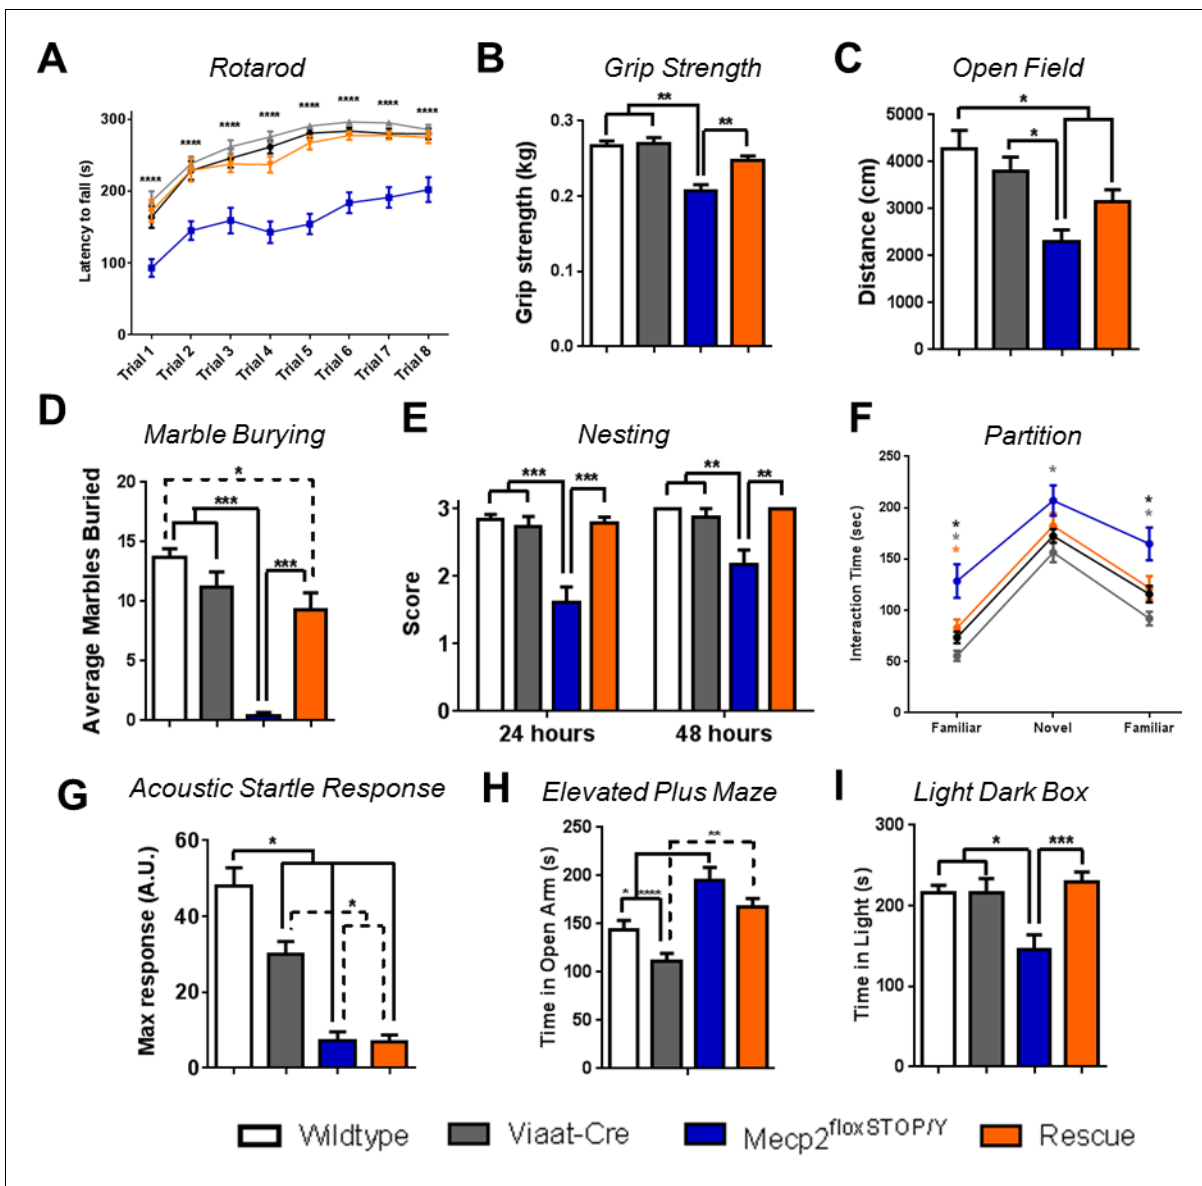 A
Rotarod
Latency to fall (s)
300
200
100
0
****
****
****
****
****
****
****
****
Trial 1
Trial 2
Trial 3
Trial 4
Trial 5
Trial 6
Trial 7
Trial 8
B
Grip Strength
Grip strength (kg)
0.3
0.2
0.1
0.0
**
**
C
Open Field
Distance (cm)
5000
4000
3000
2000
1000
0
*
*
D
Marble Burying
Average Marbles Buried
20
15
10
5
0
*
***
***
E
Nesting
Score
3
2
1
0
***
***
**
**
24 hours
48 hours
F
Partition
Interaction Time (sec)
250
200
150
100
50
0
*
*
*
*
*
*
Familiar
Novel
Familiar
G
Acoustic Startle Response
Max response (A.U.)
60
40
20
0
*
*
H
Elevated Plus Maze
Time in Open Arm (s)
250
200
150
100
50
0
*
****
**
I
Light Dark Box
Time in Light (s)
300
200
100
0
*
***
Wildtype
Viaat-Cre
Mecp2floxSTOP/Y
Rescue